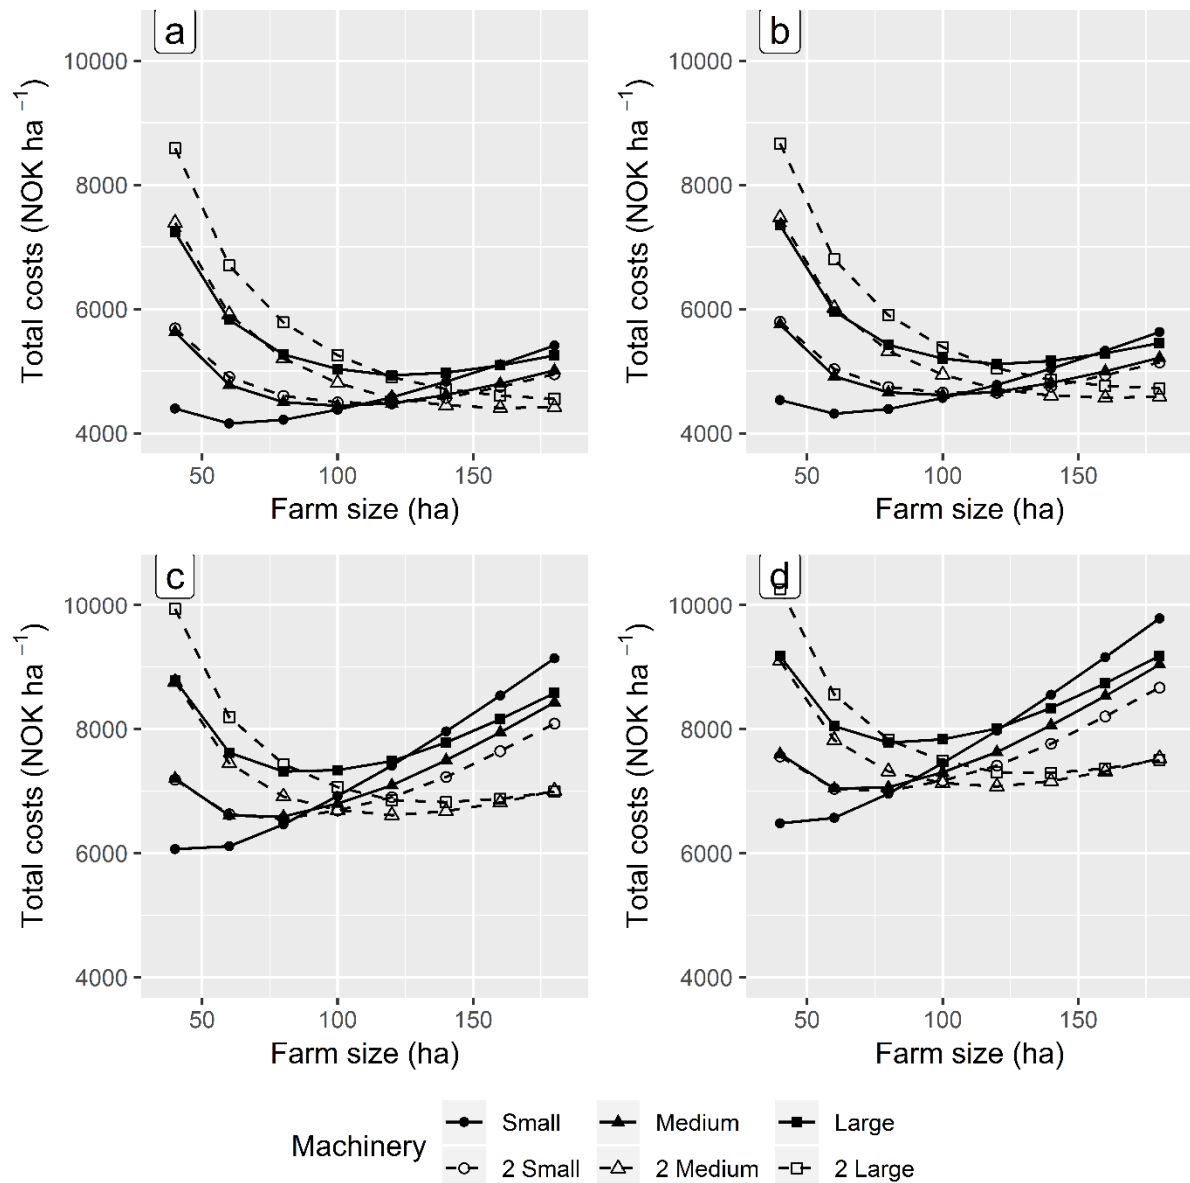 a
b
10000
8000
6000
4000
Total costs (NOK ha ⁻¹)
50
100
150
Farm size (ha)
10000
8000
6000
4000
Total costs (NOK ha ⁻¹)
50
100
150
Farm size (ha)
c
d
10000
8000
6000
4000
Total costs (NOK ha ⁻¹)
50
100
150
Farm size (ha)
10000
8000
6000
4000
Total costs (NOK ha ⁻¹)
50
100
150
Farm size (ha)
Machinery
Small
Medium
Large
2 Small
2 Medium
2 Large